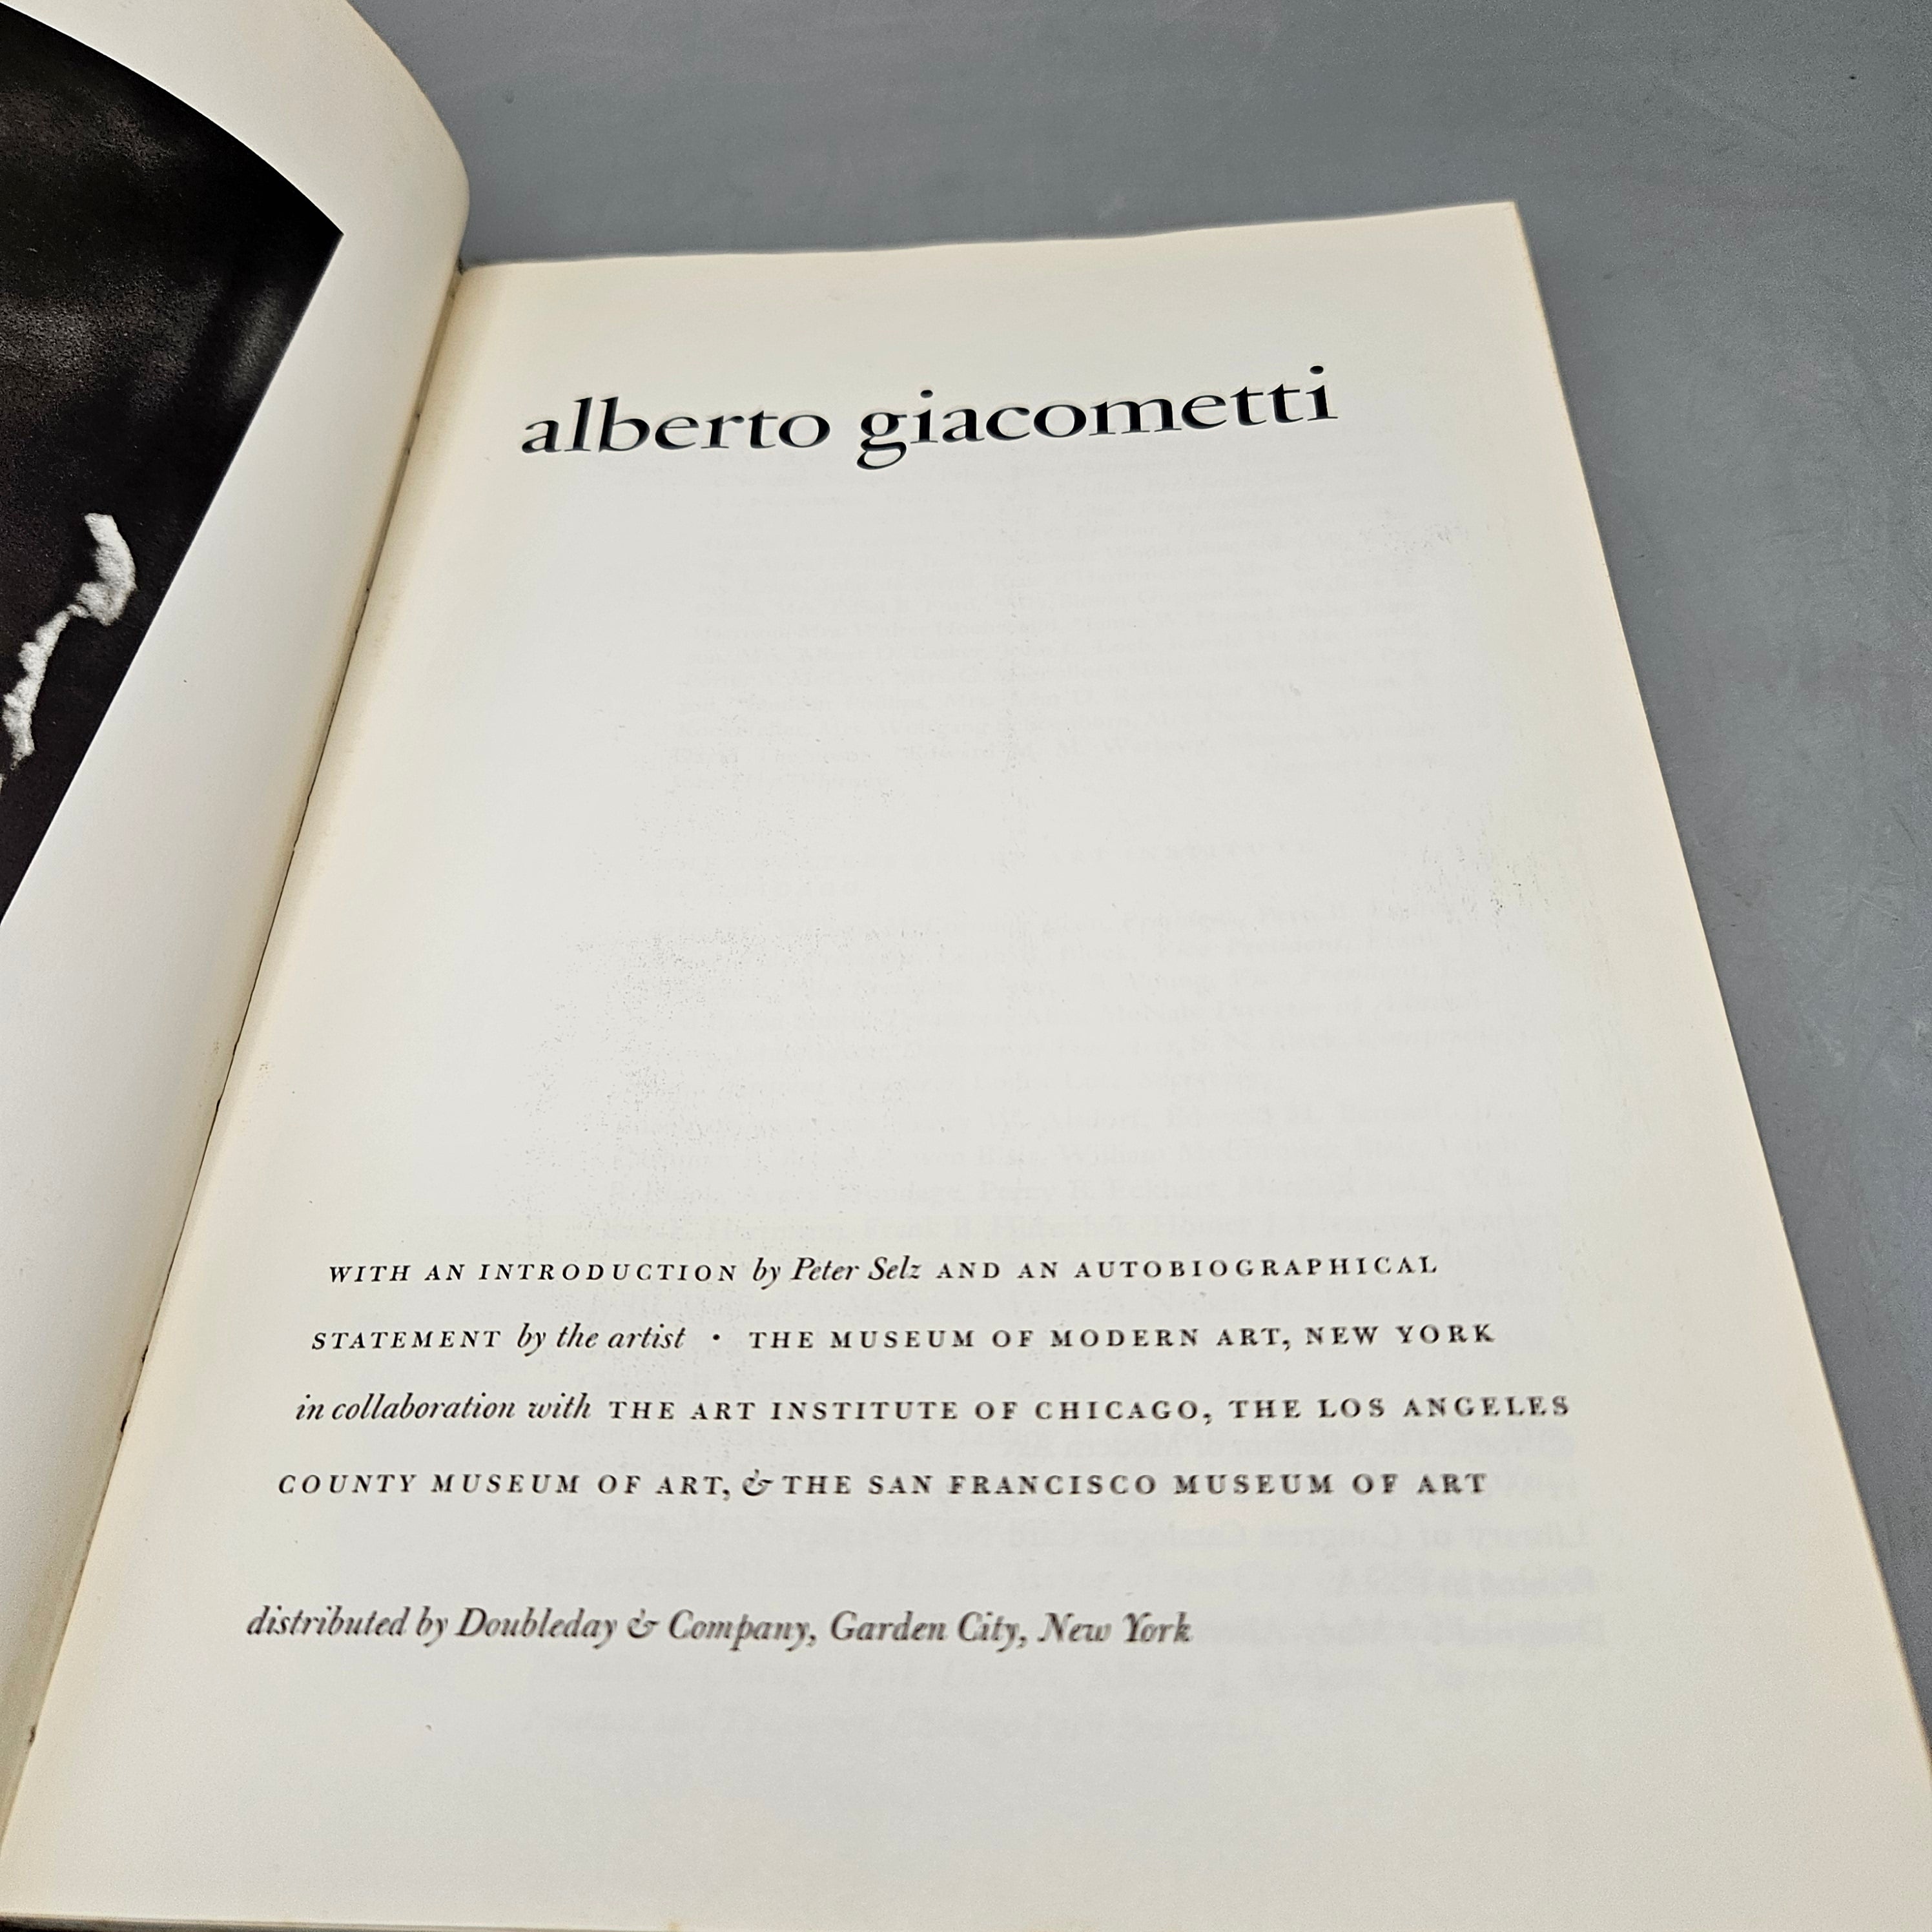 alberto giacometti
WITH AN INTRODUCTION by Peter Selz AND AN AUTOBIOGRAPHICAL
STATEMENT by the artist • THE MUSEUM OF MODERN ART, NEW YORK
in collaboration with THE ART INSTITUTE OF CHICAGO, THE LOS ANGELES
COUNTY MUSEUM OF ART, & THE SAN FRANCISCO MUSEUM OF ART
distributed by Doubleday & Company, Garden City, New York